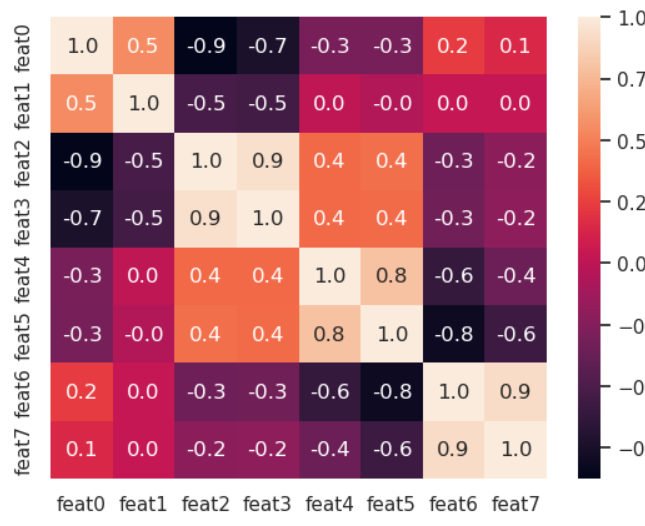 feat0 1.0 0.5 -0.9 -0.7 -0.3 -0.3 0.2 0.1
feat1 0.5 1.0 -0.5 -0.5 0.0 -0.0 0.0 0.0
feat2 -0.9 -0.5 1.0 0.9 0.4 0.4 -0.3 -0.2
feat3 -0.7 -0.5 0.9 1.0 0.4 0.4 -0.3 -0.2
feat4 -0.3 0.0 0.4 0.4 1.0 0.8 -0.6 -0.4
feat5 -0.3 -0.0 0.4 0.4 0.8 1.0 -0.8 -0.6
feat6 0.2 0.0 -0.3 -0.3 -0.6 -0.8 1.0 0.9
feat7 0.1 0.0 -0.2 -0.2 -0.4 -0.6 0.9 1.0
feat0 feat1 feat2 feat3 feat4 feat5 feat6 feat7
1.0
0.7
0.5
0.2
0.0
-0
-0
-0